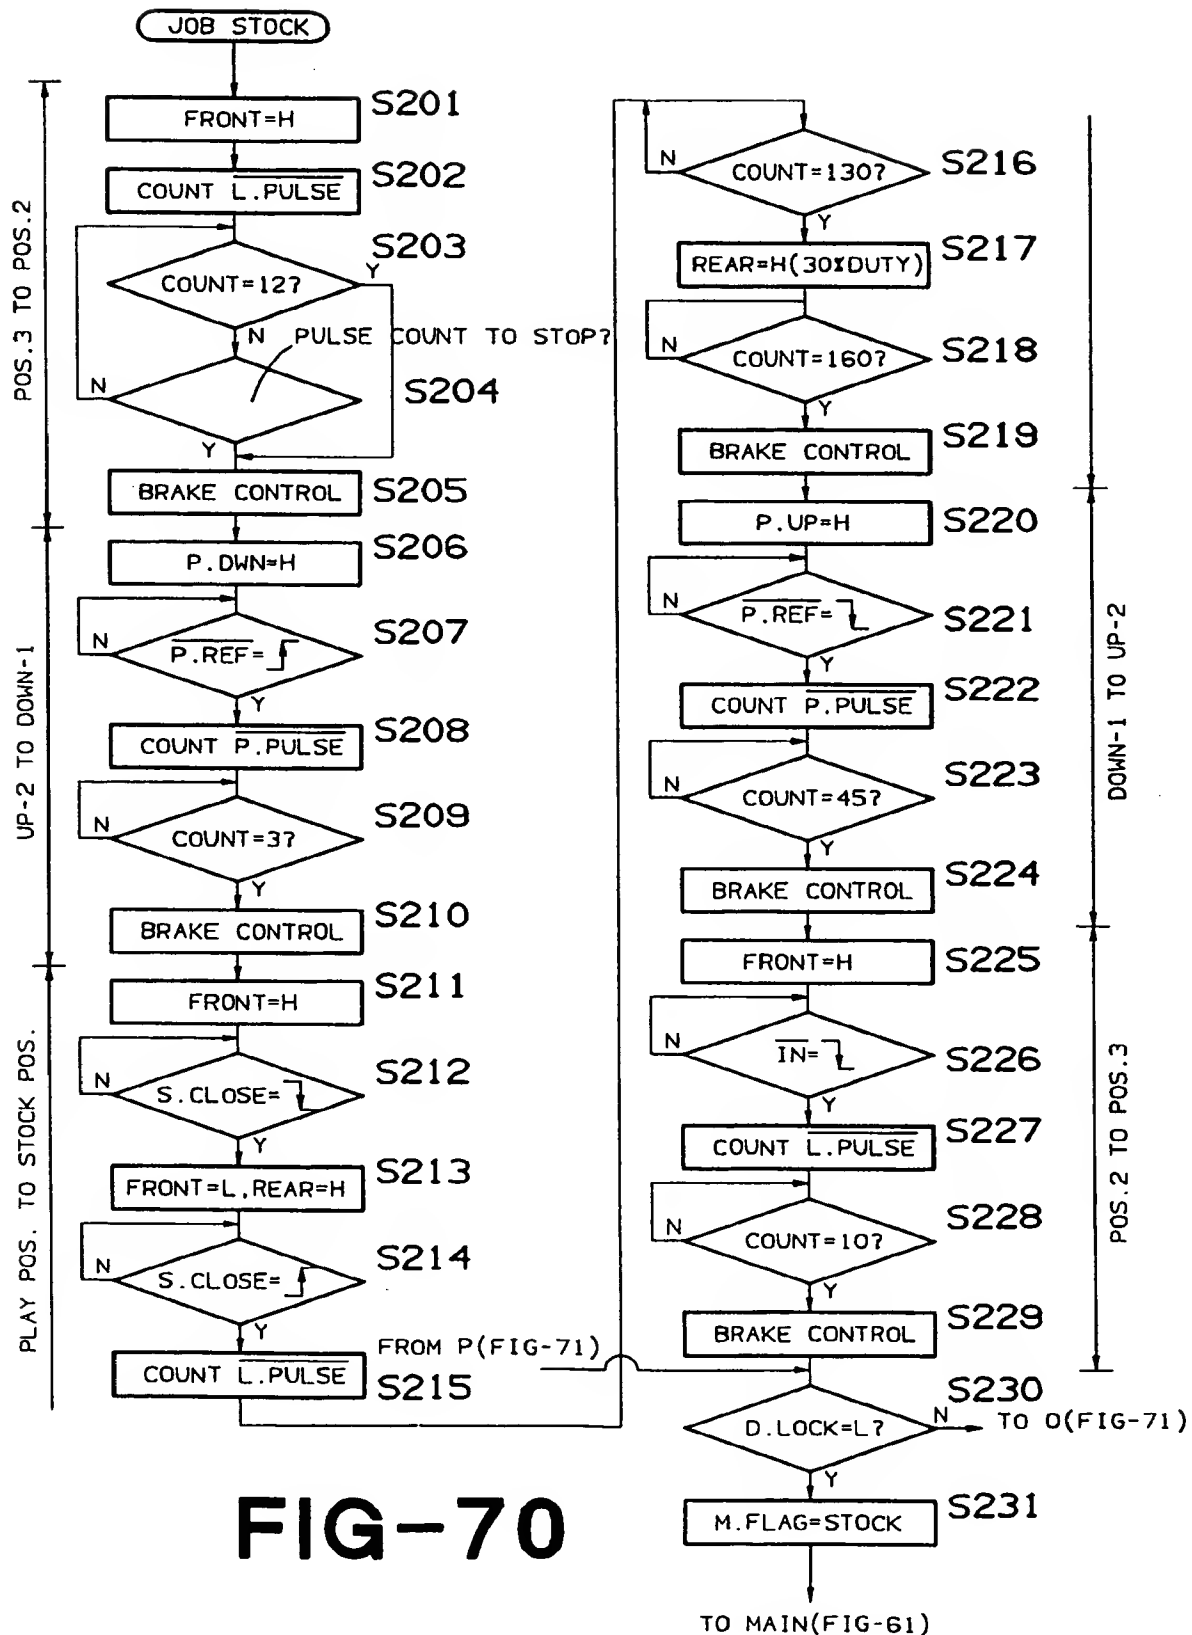 JOB STOCK
POS.3 TO POS.2
FRONT=H
S201
COUNT L.PULSE
S202
COUNT=12?
S203
Y
N
PULSE COUNT TO STOP?
N
S204
Y
BRAKE CONTROL
S205
UP-2 TO DOWN-1
P.DWN=H
S206
P.REF=
S207
N
Y
COUNT P.PULSE
S208
COUNT=3?
S209
N
Y
BRAKE CONTROL
S210
PLAY POS. TO STOCK POS.
FRONT=H
S211
S.CLOSE=
S212
N
Y
FRONT=L,REAR=H
S213
S.CLOSE=
S214
N
Y
COUNT L.PULSE
S215
FROM P(FIG-71)
COUNT=130?
S216
N
Y
REAR=H(30%DUTY)
S217
COUNT=160?
S218
N
Y
BRAKE CONTROL
S219
DOWN-1 TO UP-2
P.UP=H
S220
P.REF=
S221
N
Y
COUNT P.PULSE
S222
COUNT=45?
S223
N
Y
BRAKE CONTROL
S224
POS.2 TO POS.3
FRONT=H
S225
IN=
S226
N
Y
COUNT L.PULSE
S227
COUNT=10?
S228
N
Y
BRAKE CONTROL
S229
D.LOCK=L?
S230
N
TO O(FIG-71)
Y
M.FLAG=STOCK
S231
TO MAIN(FIG-61)
FIG-70